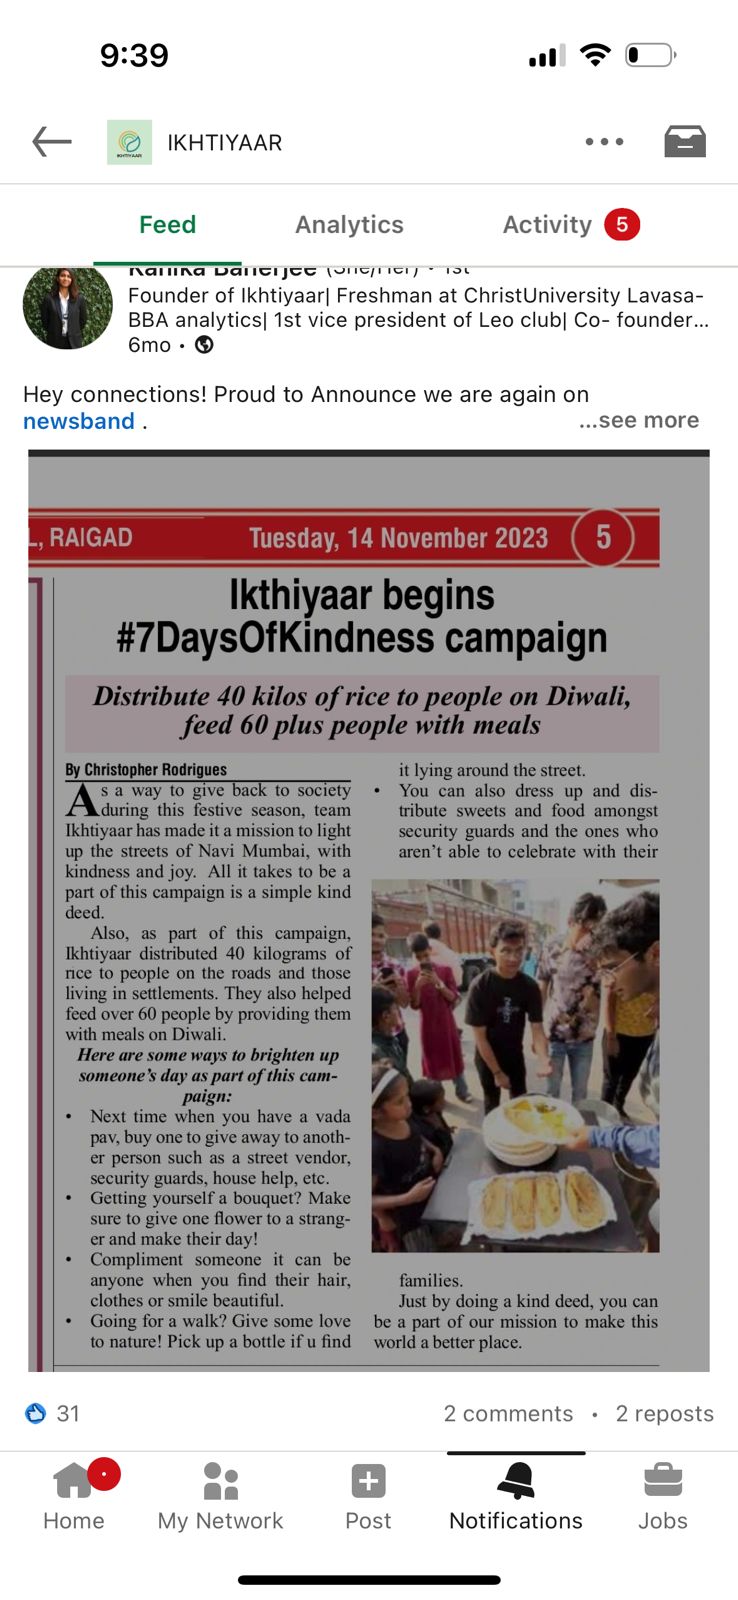 9:39
IKHTIYAAR
IKHTIYAAR
Feed
Analytics
Activity 5
Kanika Banerjee (She/Her) • 1st
Founder of Ikhtiyaar| Freshman at ChristUniversity Lavasa-
BBA analytics| 1st vice president of Leo club| Co- founder...
6mo •
Hey connections! Proud to Announce we are again on
newsband .
...see more
L, RAIGAD
Tuesday, 14 November 2023
5
Ikthiyaar begins
#7DaysOfKindness campaign
Distribute 40 kilos of rice to people on Diwali,
feed 60 plus people with meals
By Christopher Rodrigues
As a way to give back to society
during this festive season, team
Ikhtiyaar has made it a mission to light
up the streets of Navi Mumbai, with
kindness and joy. All it takes to be a
part of this campaign is a simple kind
deed.
Also, as part of this campaign,
Ikhtiyaar distributed 40 kilograms of
rice to people on the roads and those
living in settlements. They also helped
feed over 60 people by providing them
with meals on Diwali.
Here are some ways to brighten up
someone's day as part of this cam-
paign:
• Next time when you have a vada
pav, buy one to give away to anoth-
er person such as a street vendor,
security guards, house help, etc.
• Getting yourself a bouquet? Make
sure to give one flower to a strang-
er and make their day!
• Compliment someone it can be
anyone when you find their hair,
clothes or smile beautiful.
• Going for a walk? Give some love
to nature! Pick up a bottle if u find
it lying around the street.
• You can also dress up and dis-
tribute sweets and food amongst
security guards and the ones who
aren't able to celebrate with their
families.
Just by doing a kind deed, you can
be a part of our mission to make this
world a better place.
31
2 comments • 2 reposts
Home
My Network
Post
Notifications
Jobs